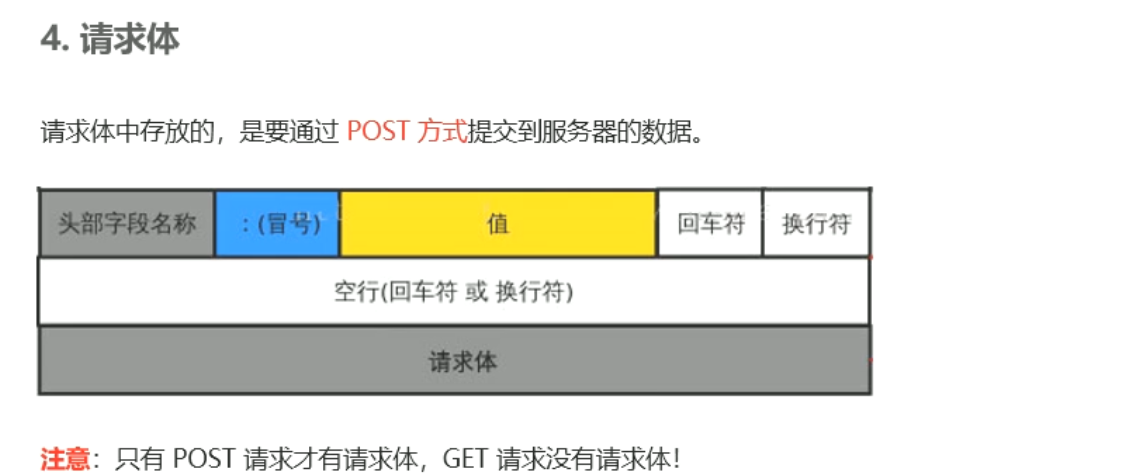 4. 请求体
请求体中存放的，是要通过 POST 方式提交到服务器的数据。
头部字段名称 ：(冒号) 值 回车符 换行符
空行(回车符 或 换行符)
请求体
注意：只有 POST 请求才有请求体，GET 请求没有请求体！